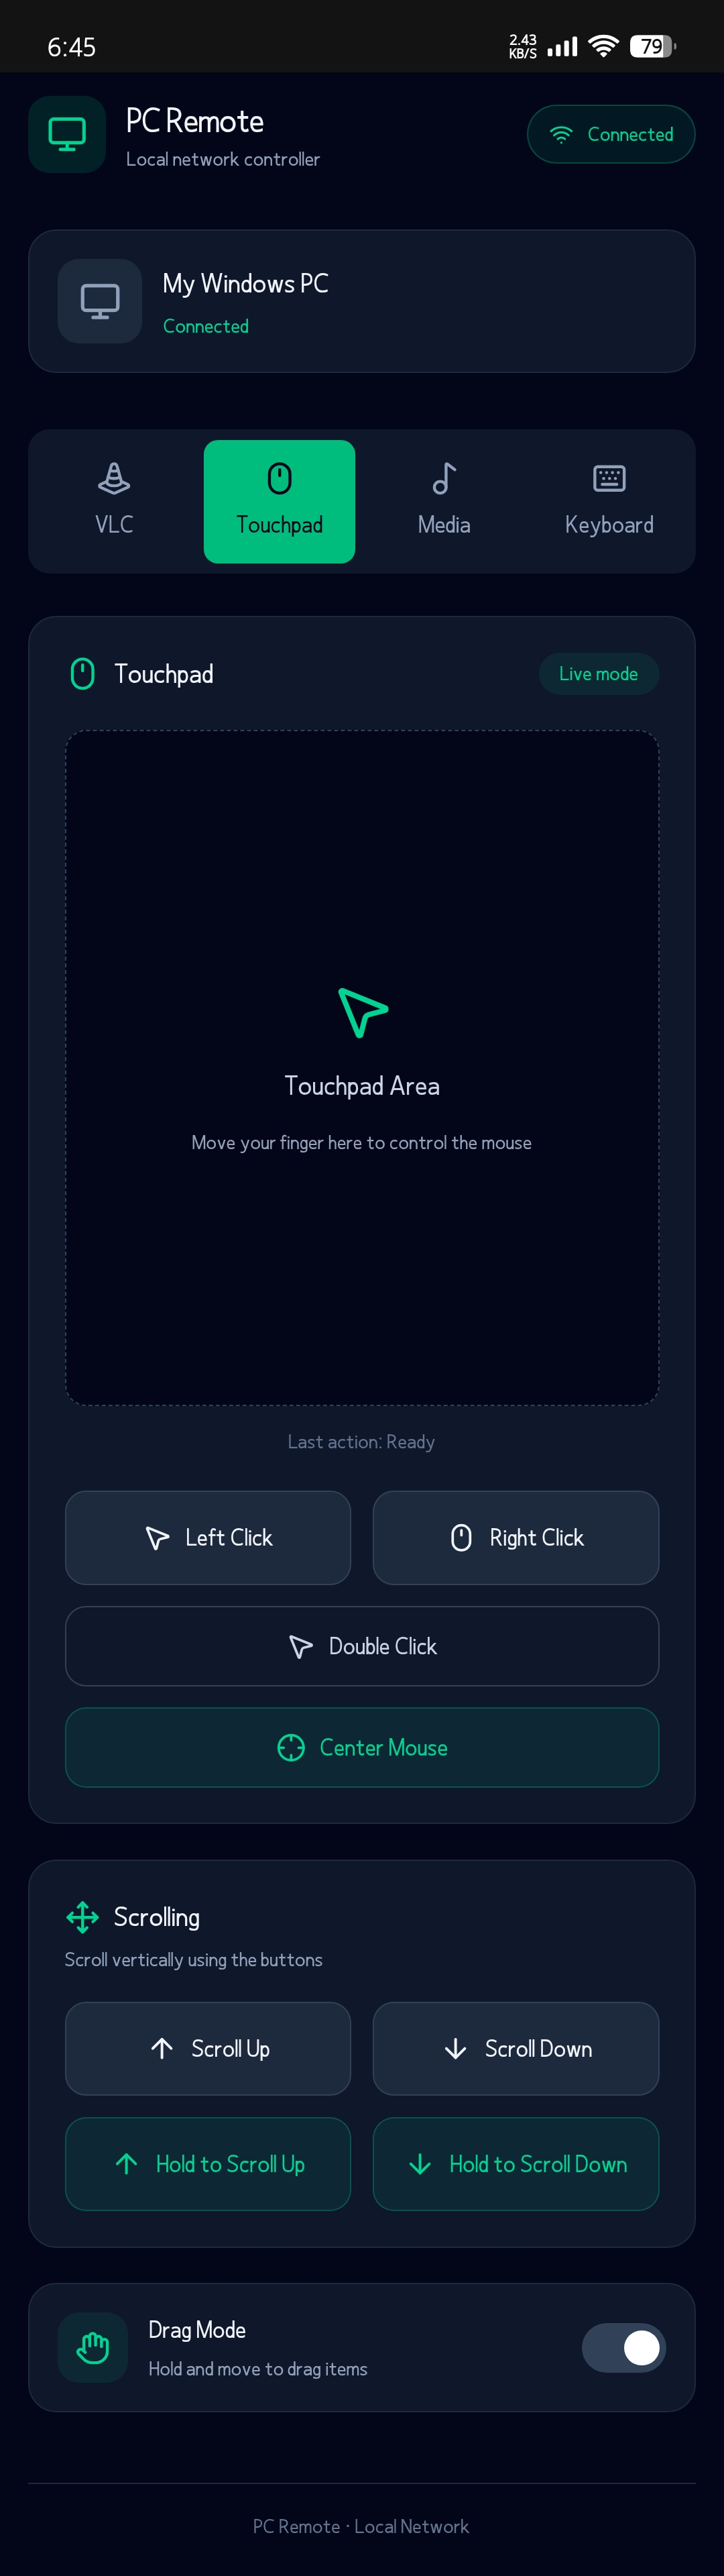 6:45
2.43
KB/S
79
PC Remote
Local network controller
Connected
My Windows PC
Connected
VLC
Touchpad
Media
Keyboard
Touchpad
Live mode
Touchpad Area
Move your finger here to control the mouse
Last action: Ready
Left Click
Right Click
Double Click
Center Mouse
Scrolling
Scroll vertically using the buttons
Scroll Up
Scroll Down
Hold to Scroll Up
Hold to Scroll Down
Drag Mode
Hold and move to drag items
PC Remote · Local Network